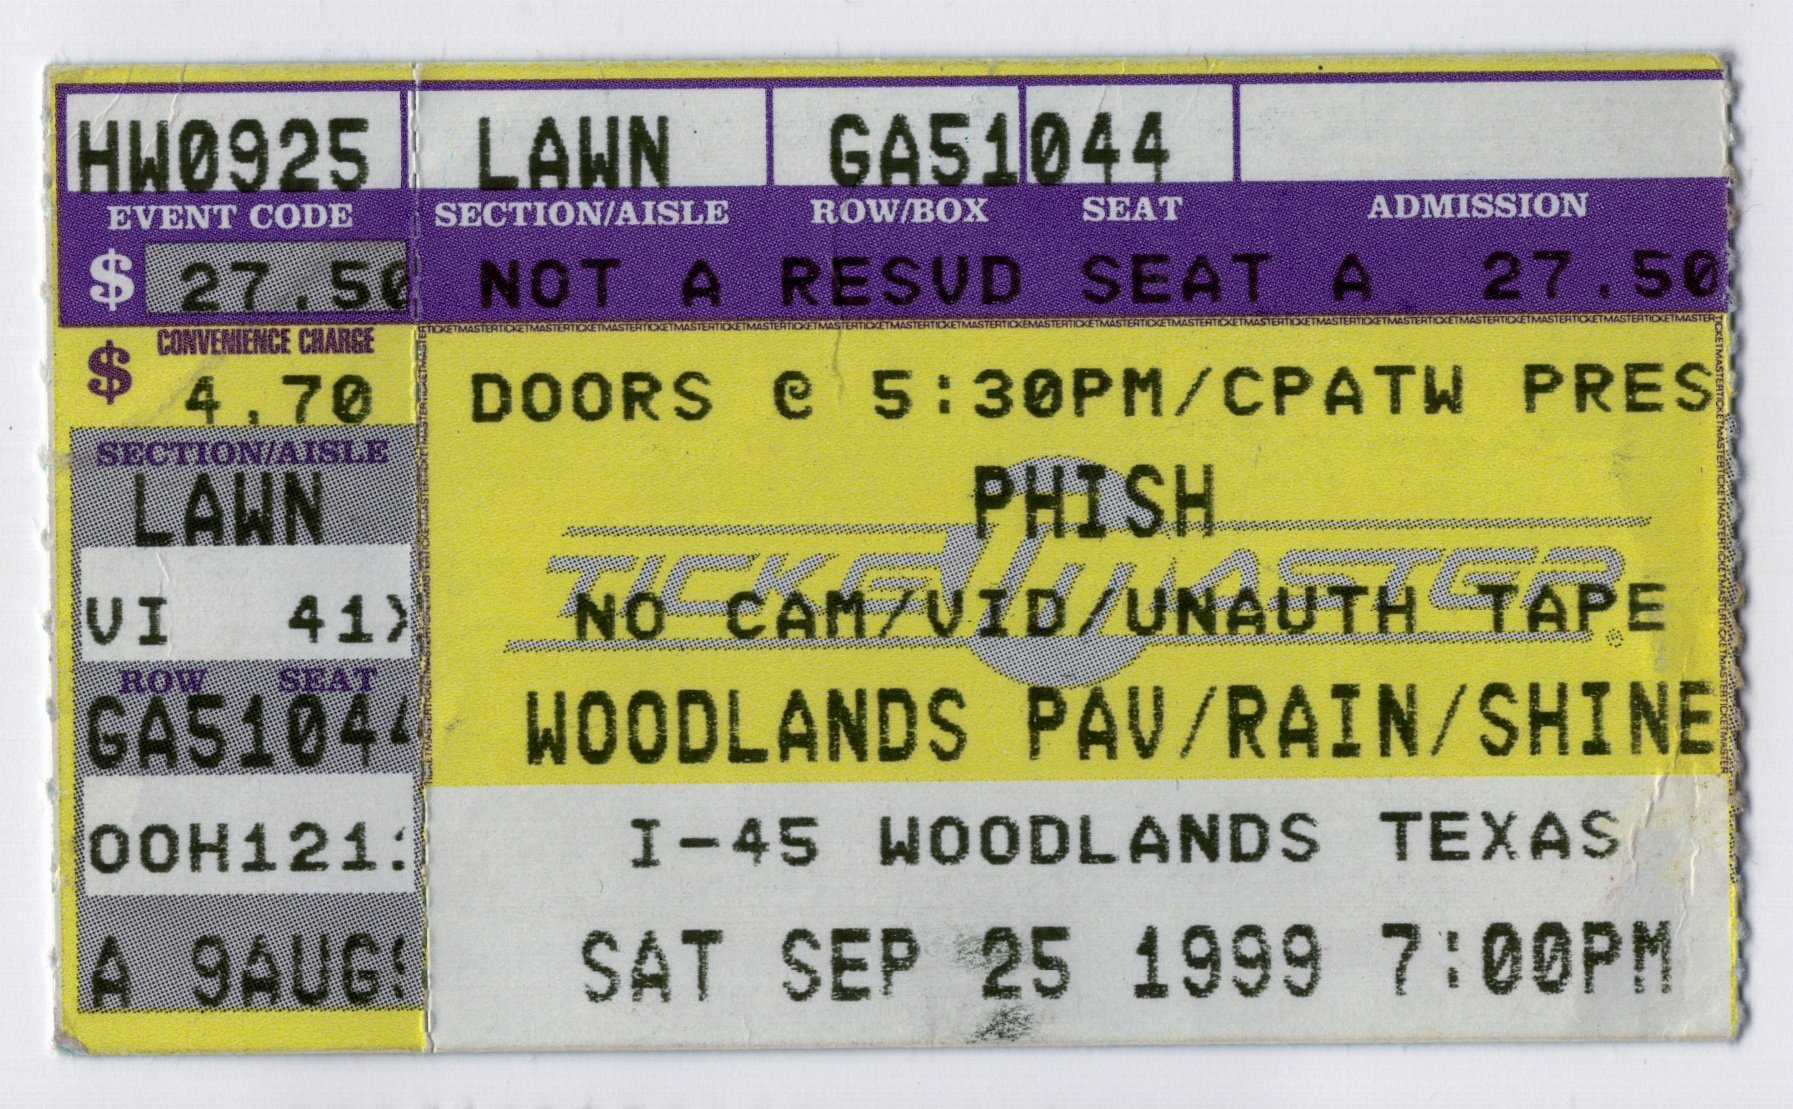 HW0925 LAWN GA51044
EVENT CODE SECTION/AISLE ROW/BOX SEAT ADMISSION
$ 27.50 NOT A RESVD SEAT A 27.50
TICKETMASTERTICKETMASTERTICKETMASTERTICKETMASTERTICKETMASTERTICKETMASTER
CONVENIENCE CHARGE
$ 4.70
DOORS @ 5:30PM/CPATW PRES
SECTION/AISLE
LAWN
PHISH
TICKETMASTER
VI 41X
NO CAM/VID/UNAUTH TAPE
ROW SEAT
GA51044
WOODLANDS PAV/RAIN/SHINE
OOH121
I-45 WOODLANDS TEXAS
A 9AUG9
SAT SEP 25 1999 7:00PM